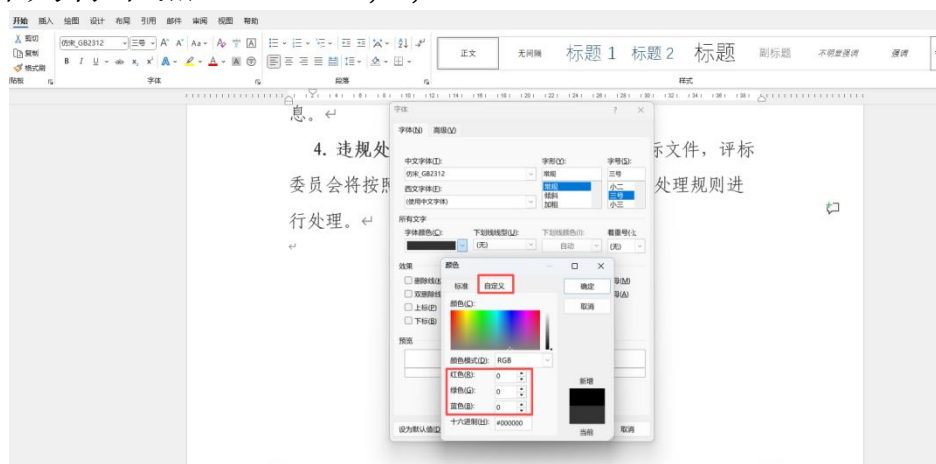 开始 插入 绘图 设计 布局 引用 邮件 审阅 视图 帮助
剪切
复制
格式刷
仿宋_GB2312 三号
正文 无间隔 标题 1 标题 2 标题 副标题 不明显强调 强调
字体 段落 样式
息。
4. 违规处
标文件，评标
委员会将按照
处理规则进
行处理。
字体
字体(N) 高级(V)
中文字体(T): 字形(Y): 字号(S):
仿宋_GB2312 常规 三号
西文字体(F): 常规 小二
(使用中文字体) 倾斜 三号
加粗 小三
所有文字
字体颜色(C): 下划线线型(U): 下划线颜色(I): 着重号(·):
(无) 自动 (无)
效果
删除线(K)
双删除线
上标(P)
下标(B)
预览
设为默认值(D) 取消
颜色
标准 自定义 确定
颜色(C): 取消
颜色模式(D): RGB
红色(R): 0
绿色(G): 0
蓝色(B): 0
十六进制(H): #000000
新增
当前